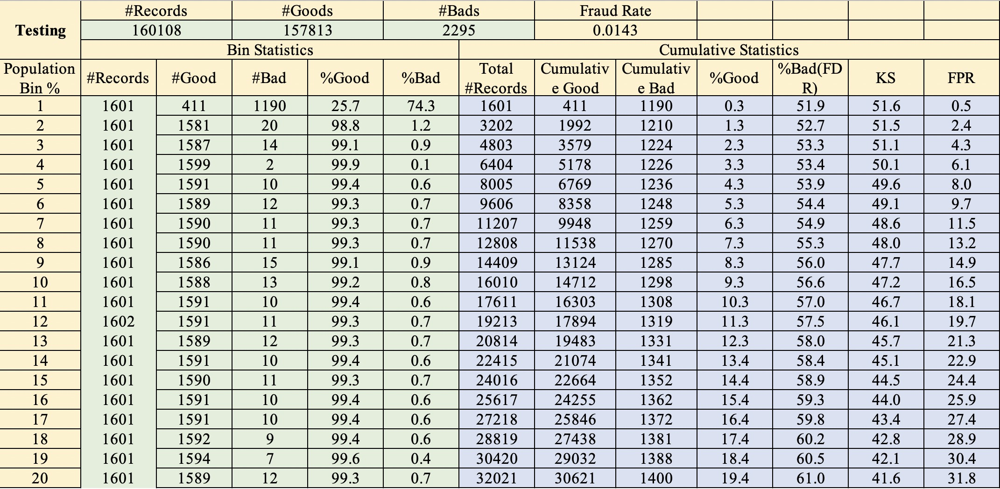 #Records #Goods #Bads Fraud Rate
Testing 160108 157813 2295 0.0143
Bin Statistics Cumulative Statistics
Population Bin % #Records #Good #Bad %Good %Bad Total #Records Cumulativ e Good Cumulativ e Bad %Good %Bad(FD R) KS FPR
1 1601 411 1190 25.7 74.3 1601 411 1190 0.3 51.9 51.6 0.5
2 1601 1581 20 98.8 1.2 3202 1992 1210 1.3 52.7 51.5 2.4
3 1601 1587 14 99.1 0.9 4803 3579 1224 2.3 53.3 51.1 4.3
4 1601 1599 2 99.9 0.1 6404 5178 1226 3.3 53.4 50.1 6.1
5 1601 1591 10 99.4 0.6 8005 6769 1236 4.3 53.9 49.6 8.0
6 1601 1589 12 99.3 0.7 9606 8358 1248 5.3 54.4 49.1 9.7
7 1601 1590 11 99.3 0.7 11207 9948 1259 6.3 54.9 48.6 11.5
8 1601 1590 11 99.3 0.7 12808 11538 1270 7.3 55.3 48.0 13.2
9 1601 1586 15 99.1 0.9 14409 13124 1285 8.3 56.0 47.7 14.9
10 1601 1588 13 99.2 0.8 16010 14712 1298 9.3 56.6 47.2 16.5
11 1601 1591 10 99.4 0.6 17611 16303 1308 10.3 57.0 46.7 18.1
12 1602 1591 11 99.3 0.7 19213 17894 1319 11.3 57.5 46.1 19.7
13 1601 1589 12 99.3 0.7 20814 19483 1331 12.3 58.0 45.7 21.3
14 1601 1591 10 99.4 0.6 22415 21074 1341 13.4 58.4 45.1 22.9
15 1601 1590 11 99.3 0.7 24016 22664 1352 14.4 58.9 44.5 24.4
16 1601 1591 10 99.4 0.6 25617 24255 1362 15.4 59.3 44.0 25.9
17 1601 1591 10 99.4 0.6 27218 25846 1372 16.4 59.8 43.4 27.4
18 1601 1592 9 99.4 0.6 28819 27438 1381 17.4 60.2 42.8 28.9
19 1601 1594 7 99.6 0.4 30420 29032 1388 18.4 60.5 42.1 30.4
20 1601 1589 12 99.3 0.7 32021 30621 1400 19.4 61.0 41.6 31.8